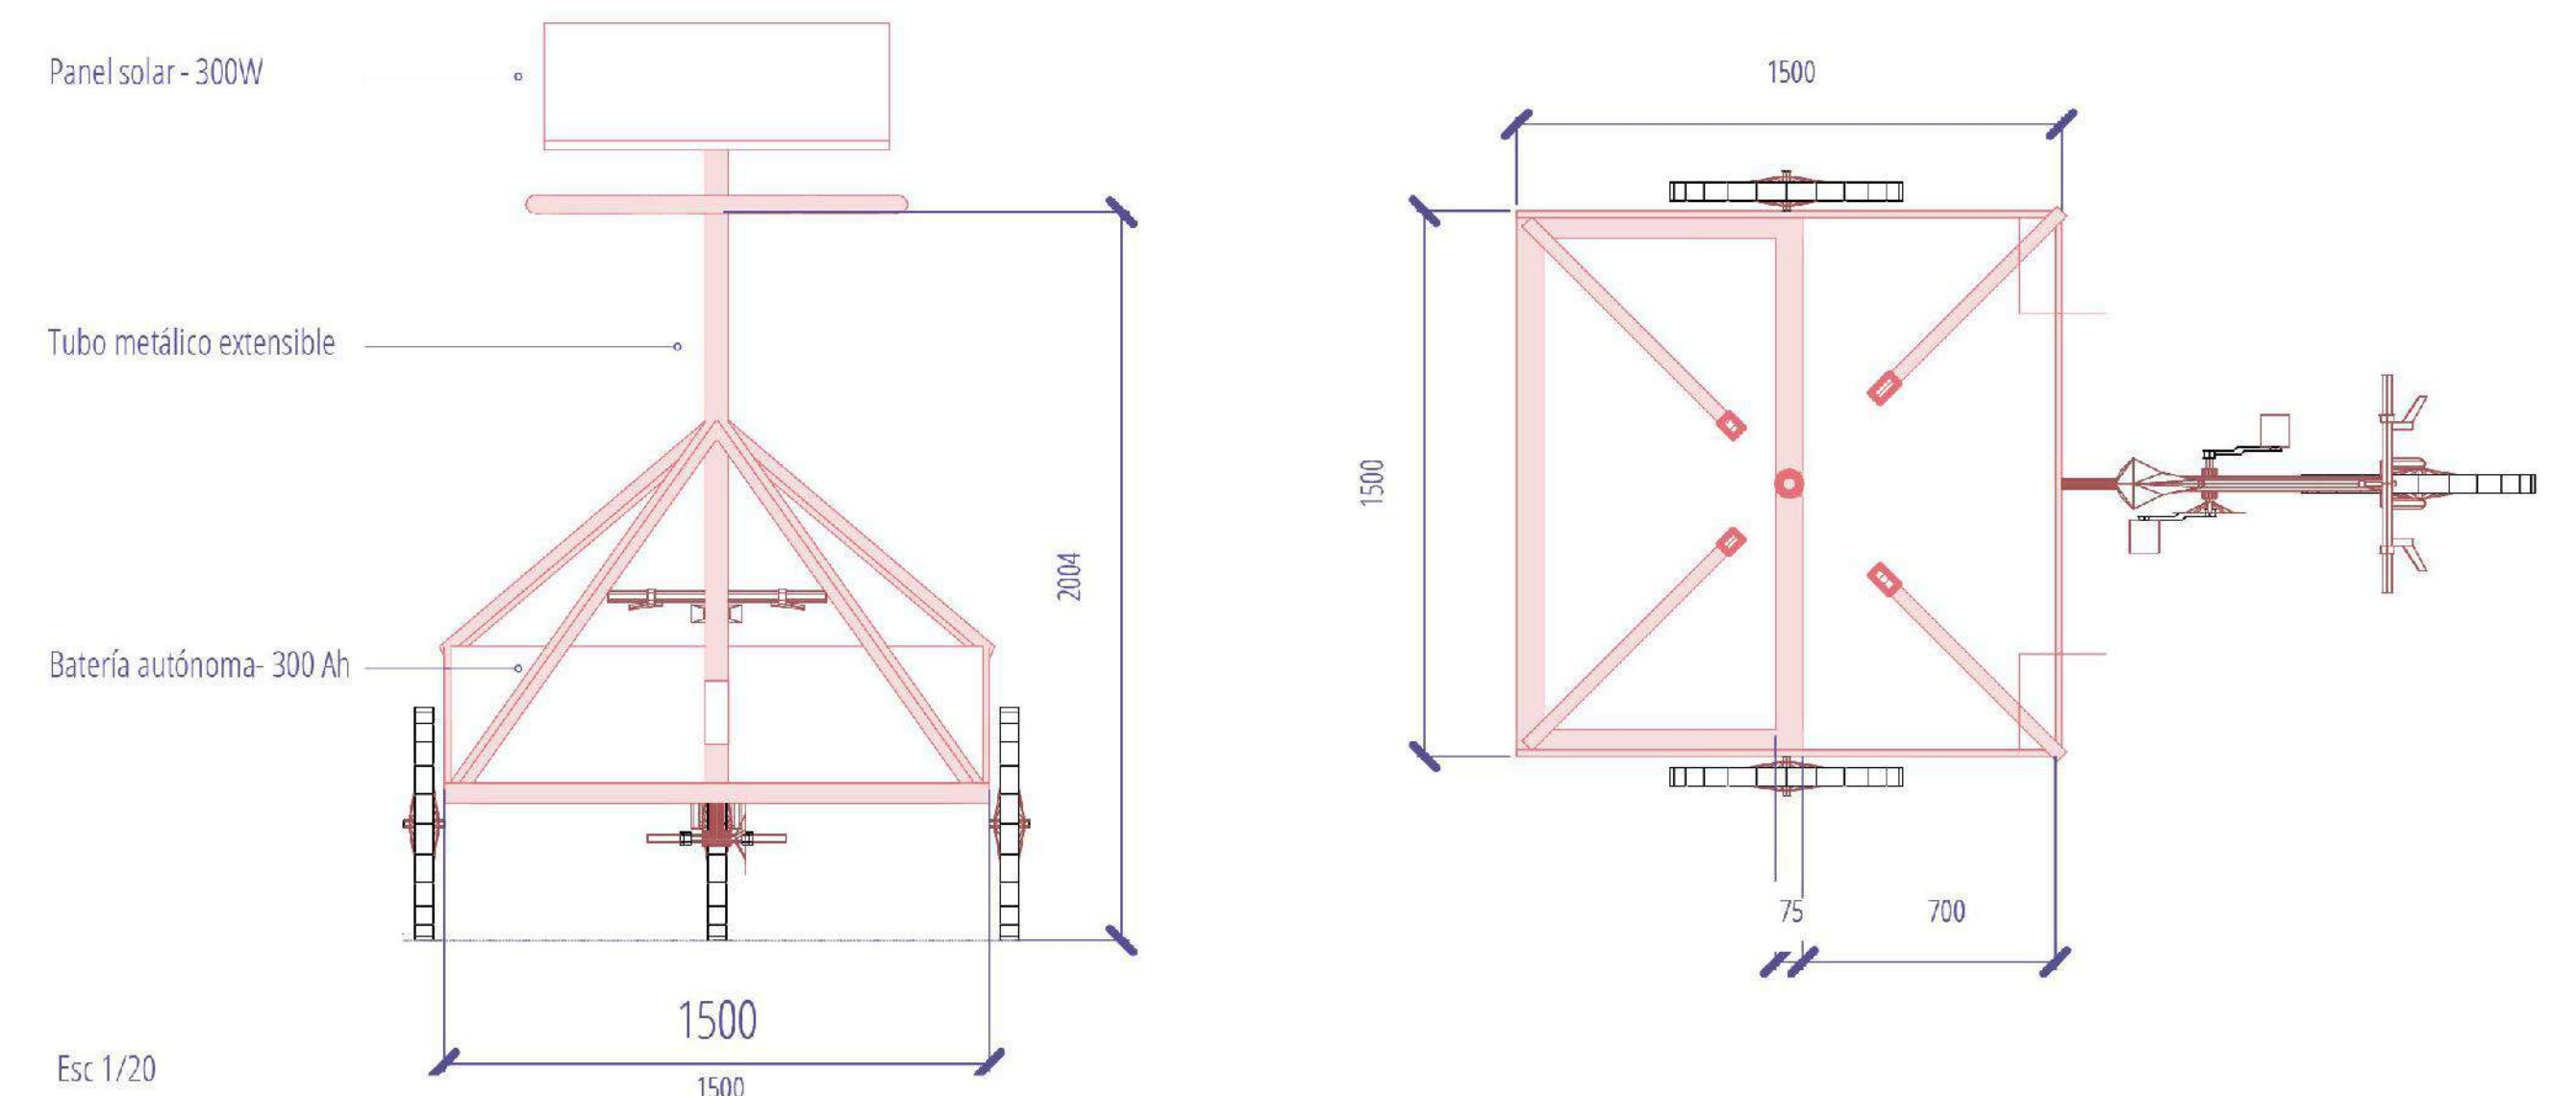 Panel solar - 300W
Tubo metálico extensible
Batería autónoma- 300 Ah
2004
1500
1500
Esc 1/20
1500
1500
75
700